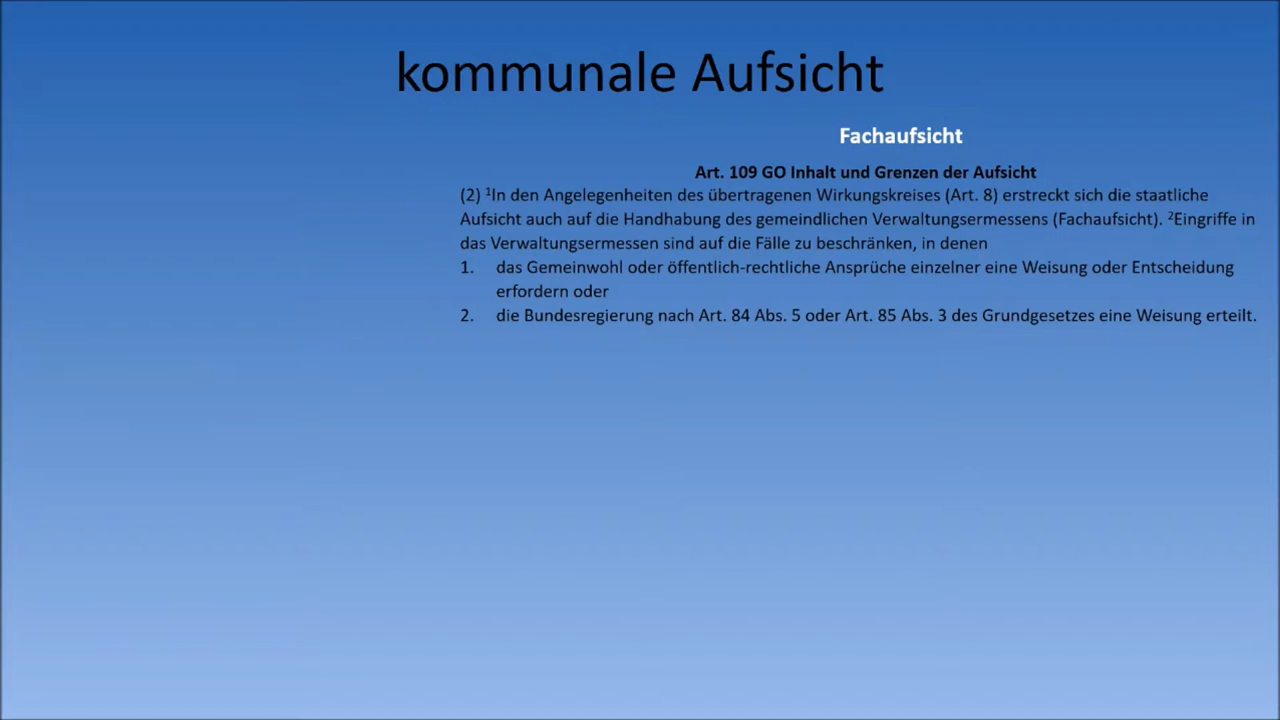 kommunale Aufsicht
Fachaufsicht
Art. 109 GO Inhalt und Grenzen der Aufsicht
(2) ¹In den Angelegenheiten des übertragenen Wirkungskreises (Art. 8) erstreckt sich die staatliche
Aufsicht auch auf die Handhabung des gemeindlichen Verwaltungsermessens (Fachaufsicht). ²Eingriffe in
das Verwaltungsermessen sind auf die Fälle zu beschränken, in denen
1. das Gemeinwohl oder öffentlich-rechtliche Ansprüche einzelner eine Weisung oder Entscheidung
erfordern oder
2. die Bundesregierung nach Art. 84 Abs. 5 oder Art. 85 Abs. 3 des Grundgesetzes eine Weisung erteilt.